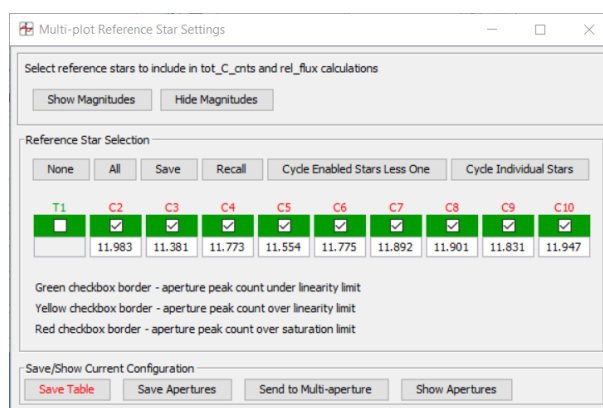 Multi-plot Reference Star Settings
Select reference stars to include in tot_C_cnts and rel_flux calculations
Show Magnitudes Hide Magnitudes
Reference Star Selection
None All Save Recall Cycle Enabled Stars Less One Cycle Individual Stars
T1 C2 C3 C4 C5 C6 C7 C8 C9 C10
11.983 11.381 11.773 11.554 11.775 11.892 11.901 11.831 11.947
Green checkbox border - aperture peak count under linearity limit
Yellow checkbox border - aperture peak count over linearity limit
Red checkbox border - aperture peak count over saturation limit
Save/Show Current Configuration
Save Table Save Apertures Send to Multi-aperture Show Apertures